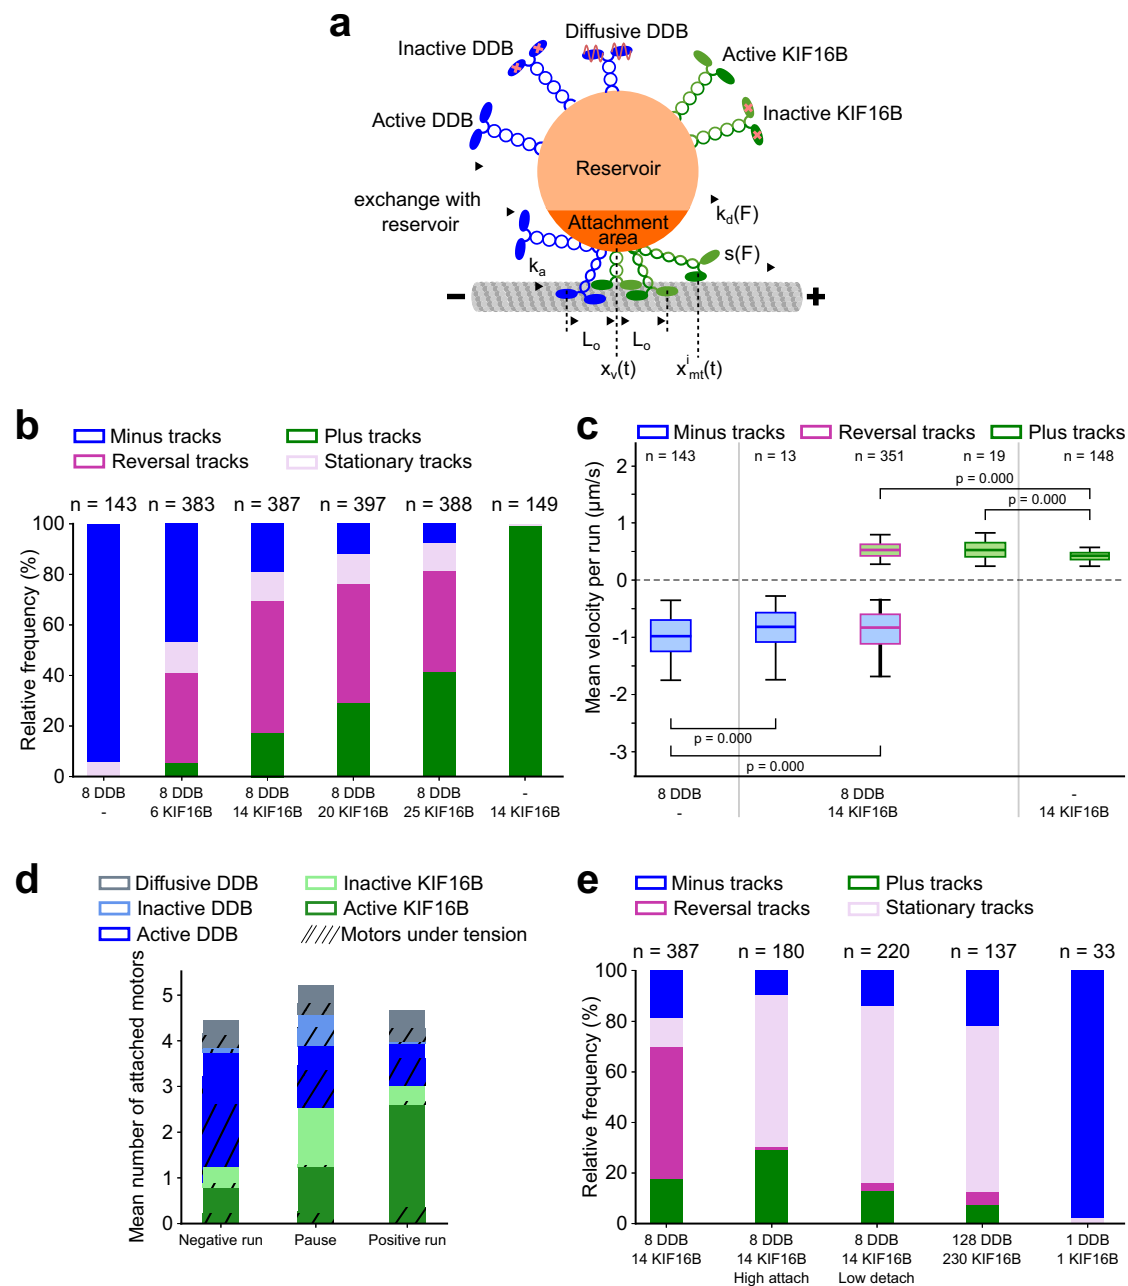 a
Diffusive DDB
Inactive DDB
Active KIF16B
Inactive KIF16B
Active DDB
Reservoir
exchange with
reservoir
Attachment
area
k_d(F)
s(F)
k_a
−
+
L_o
L_o
x_v(t)
x^i_mt(t)
b
Minus tracks
Plus tracks
Reversal tracks
Stationary tracks
n = 143
n = 383
n = 387
n = 397
n = 388
n = 149
Relative frequency (%)
100
80
60
40
20
0
8 DDB
8 DDB
8 DDB
8 DDB
8 DDB
-
-
6 KIF16B
14 KIF16B
20 KIF16B
25 KIF16B
14 KIF16B
c
Minus tracks
Reversal tracks
Plus tracks
n = 143
n = 13
n = 351
n = 19
n = 148
Mean velocity per run (µm/s)
2
1
0
-1
-2
-3
p = 0.000
p = 0.000
p = 0.000
p = 0.000
8 DDB
8 DDB
-
-
14 KIF16B
14 KIF16B
d
Diffusive DDB
Inactive KIF16B
Inactive DDB
Active KIF16B
Active DDB
Motors under tension
Mean number of attached motors
5
4
3
2
1
0
Negative run
Pause
Positive run
e
Minus tracks
Plus tracks
Reversal tracks
Stationary tracks
n = 387
n = 180
n = 220
n = 137
n = 33
Relative frequency (%)
100
80
60
40
20
0
8 DDB
8 DDB
8 DDB
128 DDB
1 DDB
14 KIF16B
14 KIF16B
14 KIF16B
230 KIF16B
1 KIF16B
High attach
Low detach